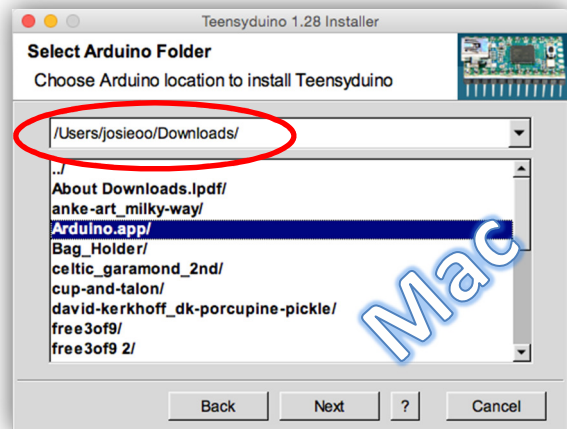 Teensyduino 1.28 Installer
Select Arduino Folder
Choose Arduino location to install Teensyduino
/Users/josieoo/Downloads/
../
About Downloads.lpdf/
anke-art_milky-way/
Arduino.app/
Bag_Holder/
celtic_garamond_2nd/
cup-and-talon/
david-kerkhoff_dk-porcupine-pickle/
free3of9/
free3of9 2/
Mac
Back
Next
?
Cancel